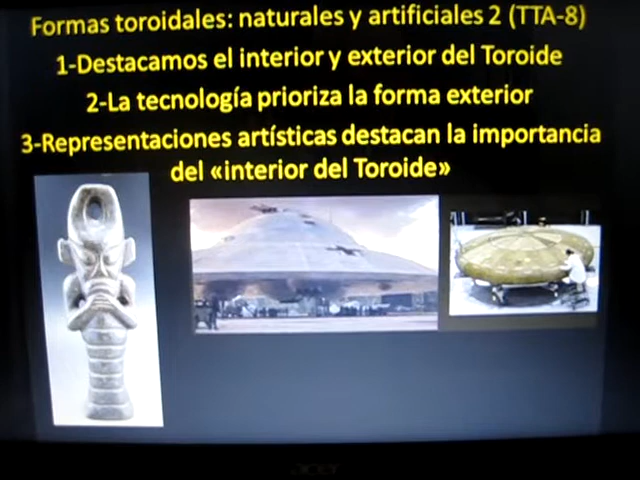 Formas toroidales: naturales y artificiales 2 (TTA-8)
1-Destacamos el interior y exterior del Toroide
2-La tecnología prioriza la forma exterior
3-Representaciones artísticas destacan la importancia
del «interior del Toroide»
acer